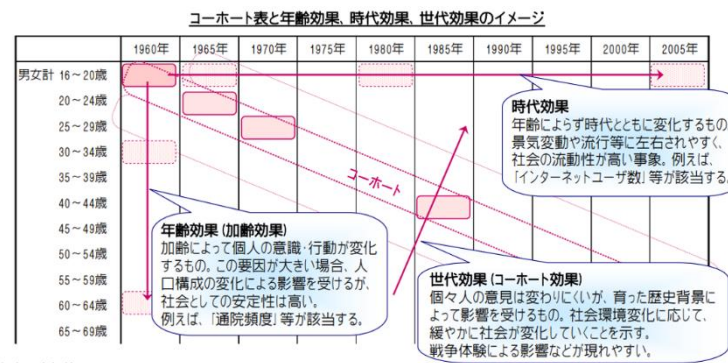 コーホート表と年齢効果、時代効果、世代効果のイメージ
1960年 1965年 1970年 1975年 1980年 1985年 1990年 1995年 2000年 2005年
男女計 16～20歳
20～24歳
25～29歳
30～34歳
35～39歳
40～44歳
45～49歳
50～54歳
55～59歳
60～64歳
65～69歳
コーホート
時代効果
年齢によらず時代とともに変化するもの
景気変動や流行等に左右されやすく、
社会の流動性が高い事象。例えば、
「インターネットユーザ数」等が該当する。
年齢効果(加齢効果)
加齢によって個人の意識・行動が変化
するもの。この要因が大きい場合、人
口構成の変化による影響を受けるが、
社会としての安定性は高い。
例えば、「通院頻度」等が該当する。
世代効果(コーホート効果)
個々人の意見は変わりにくいが、育った歴史背景に
よって影響を受けるもの。社会環境変化に応じて、
緩やかに社会が変化していくことを示す。
戦争体験による影響などが現れやすい。